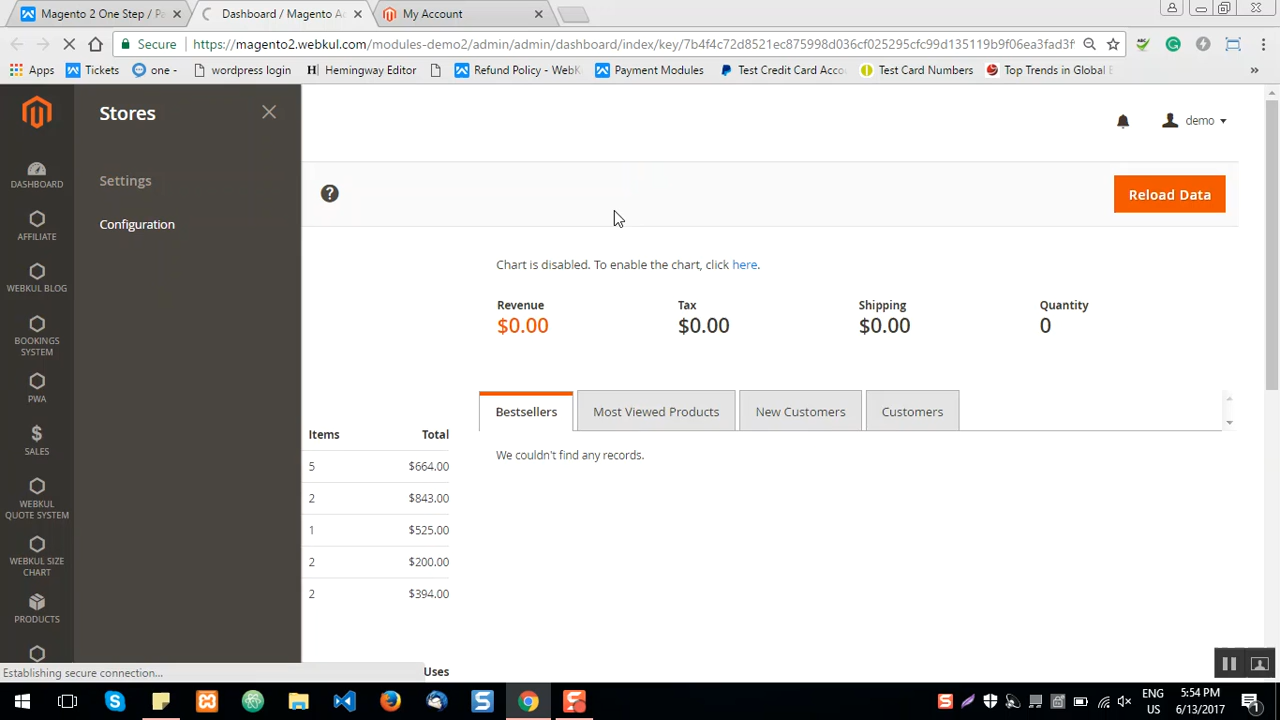 Magento 2 One Step / P
Dashboard / Magento A
My Account
Secure
https://magento2.webkul.com/modules-demo2/admin/admin/dashboard/index/key/7b4f4c72d8521ec875998d036cf025295cfc99d135119b9f06ea3fad3f
Apps
Tickets
one -
wordpress login
Hemingway Editor
Refund Policy - WebK
Payment Modules
Test Credit Card Acco
Test Card Numbers
Top Trends in Global E
Stores
Settings
Configuration
DASHBOARD
AFFILIATE
WEBKUL BLOG
BOOKINGS
SYSTEM
PWA
SALES
WEBKUL
QUOTE SYSTEM
WEBKUL SIZE
CHART
PRODUCTS
demo
?
Reload Data
Chart is disabled. To enable the chart, click here.
Revenue Tax Shipping Quantity
$0.00 $0.00 $0.00 0
Bestsellers Most Viewed Products New Customers Customers
We couldn't find any records.
Items Total
5 $664.00
2 $843.00
1 $525.00
2 $200.00
2 $394.00
Uses
Establishing secure connection...
ENG
US
5:54 PM
6/13/2017